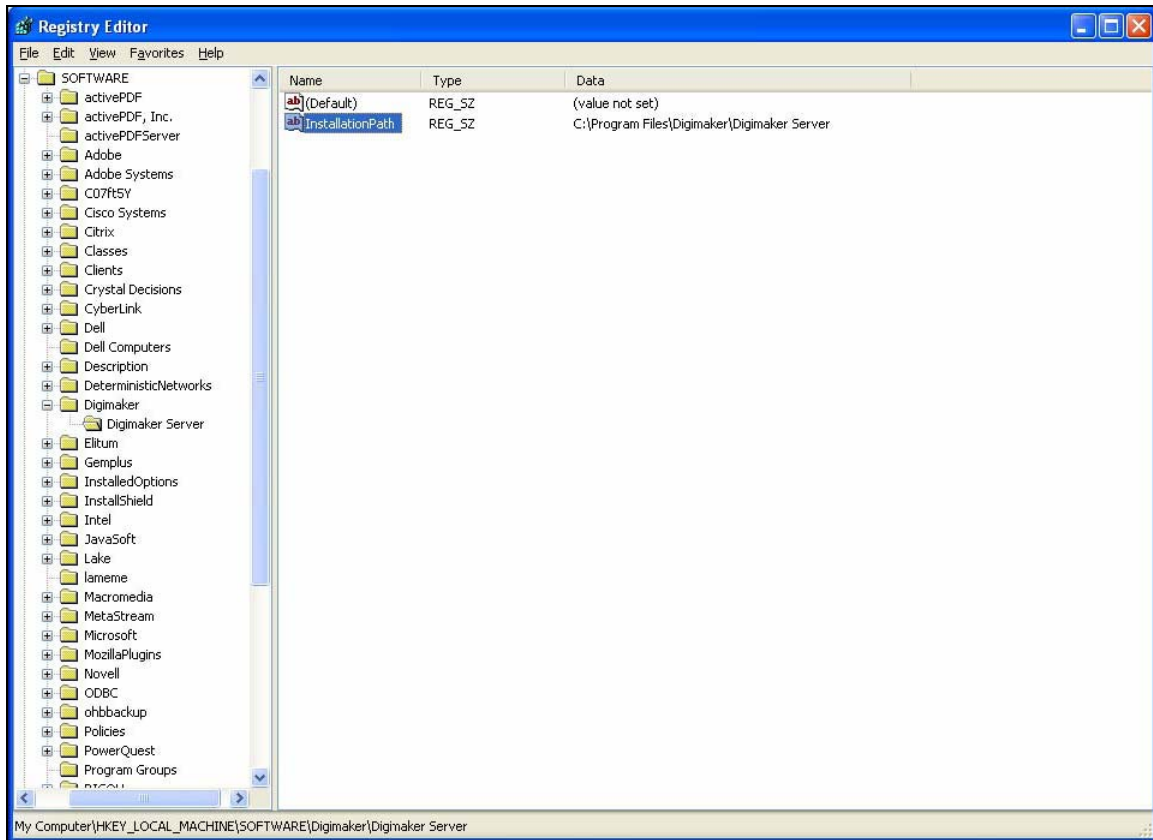 Registry Editor
File Edit View Favorites Help
SOFTWARE
activePDF
activePDF, Inc.
activePDFServer
Adobe
Adobe Systems
C07ft5Y
Cisco Systems
Citrix
Classes
Clients
Crystal Decisions
CyberLink
Dell
Dell Computers
Description
DeterministicNetworks
Digimaker
Digimaker Server
Elitum
Gemplus
InstalledOptions
InstallShield
Intel
JavaSoft
Lake
lameme
Macromedia
MetaStream
Microsoft
MozillaPlugins
Novell
ODBC
ohbbackup
Policies
PowerQuest
Program Groups
Name Type Data
ab (Default) REG_SZ (value not set)
ab InstallationPath REG_SZ C:\Program Files\Digimaker\Digimaker Server
My Computer\HKEY_LOCAL_MACHINE\SOFTWARE\Digimaker\Digimaker Server